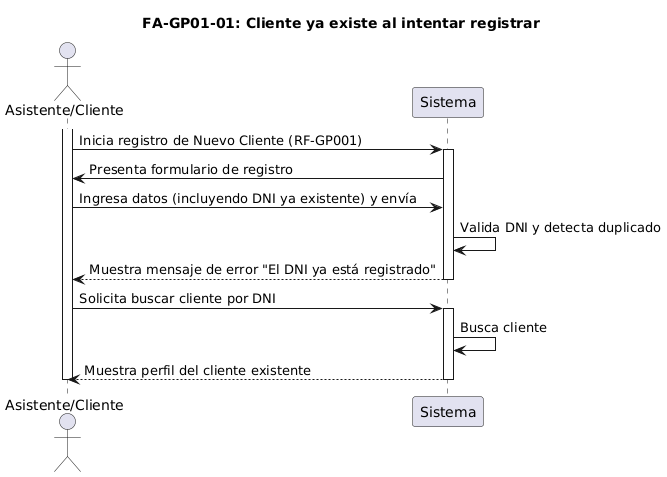 FA-GP01-01: Cliente ya existe al intentar registrar
Asistente/Cliente
Sistema
Inicia registro de Nuevo Cliente (RF-GP001)
Presenta formulario de registro
Ingresa datos (incluyendo DNI ya existente) y envía
Valida DNI y detecta duplicado
Muestra mensaje de error "El DNI ya está registrado"
Solicita buscar cliente por DNI
Busca cliente
Muestra perfil del cliente existente
Asistente/Cliente
Sistema